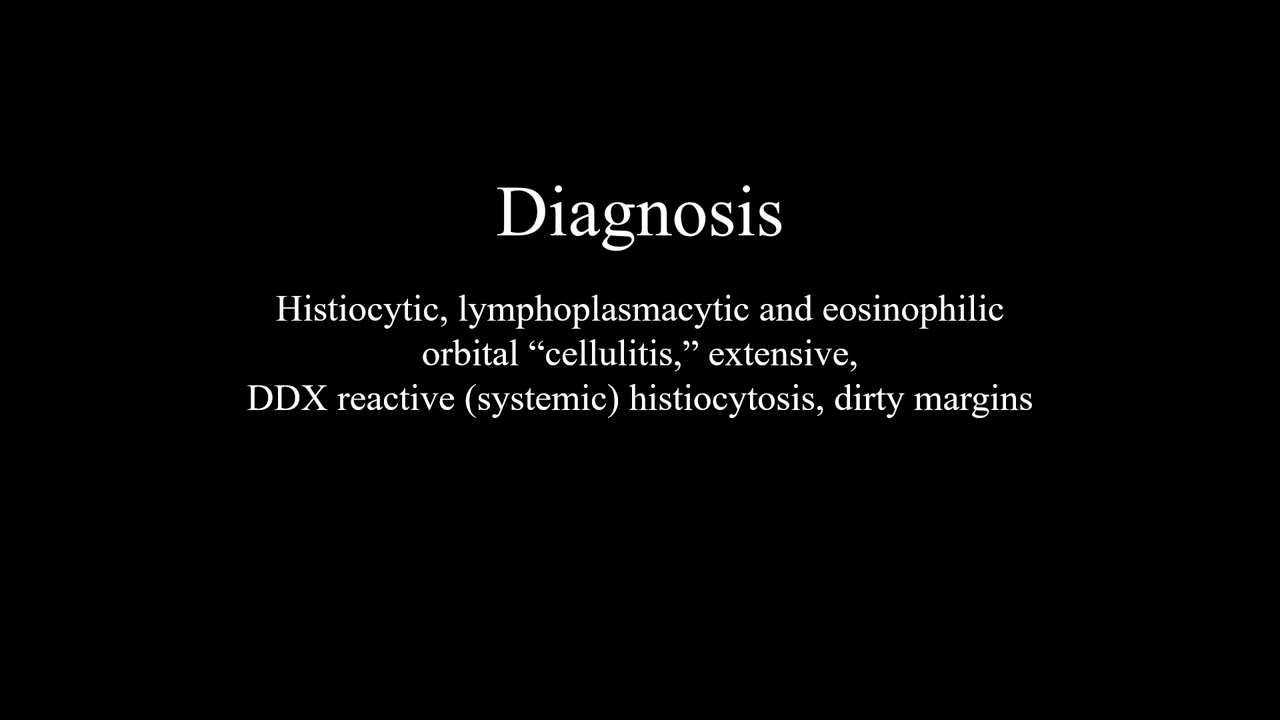 Diagnosis
Histiocytic, lymphoplasmacytic and eosinophilic
orbital “cellulitis,” extensive,
DDX reactive (systemic) histiocytosis, dirty margins